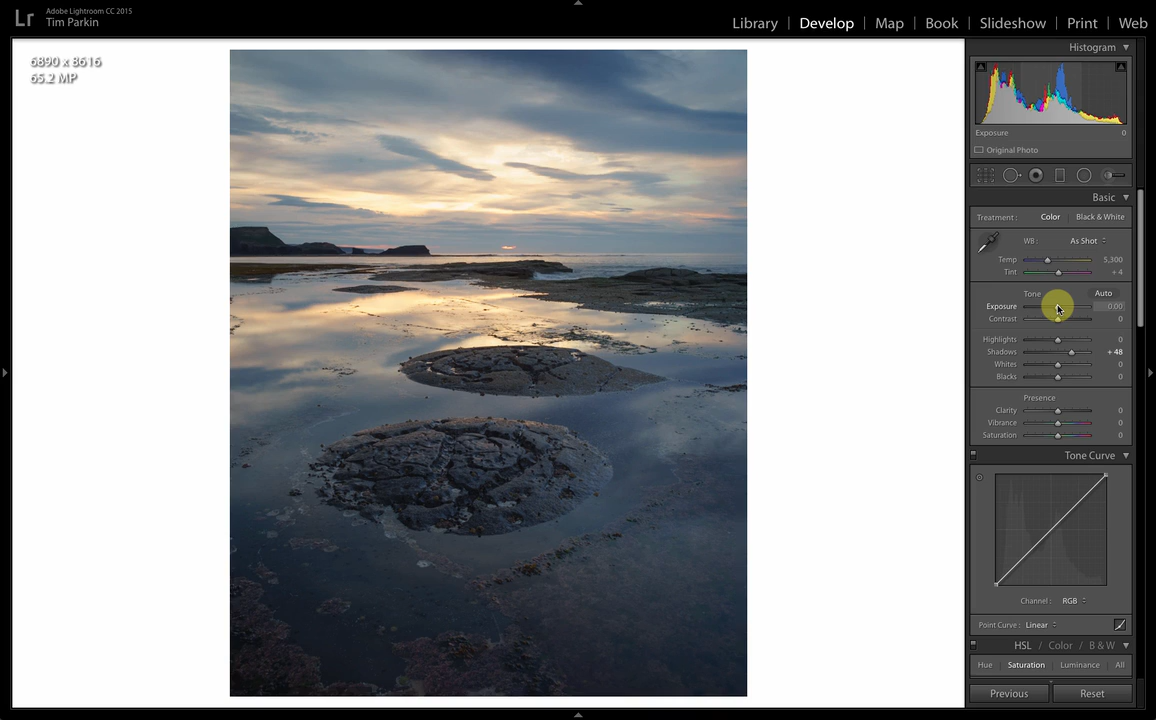 Lr
Adobe Lightroom CC 2015
Tim Parkin
Library | Develop | Map | Book | Slideshow | Print | Web
6890 x 8616
65.2 MP
Histogram
Exposure 0
Original Photo
Basic
Treatment : Color | Black & White
WB : As Shot
Temp 5,300
Tint + 4
Tone Auto
Exposure 0.00
Contrast 0
Highlights 0
Shadows + 48
Whites 0
Blacks 0
Presence
Clarity 0
Vibrance 0
Saturation 0
Tone Curve
Channel : RGB
Point Curve : Linear
HSL / Color / B & W
Hue Saturation Luminance All
Previous Reset